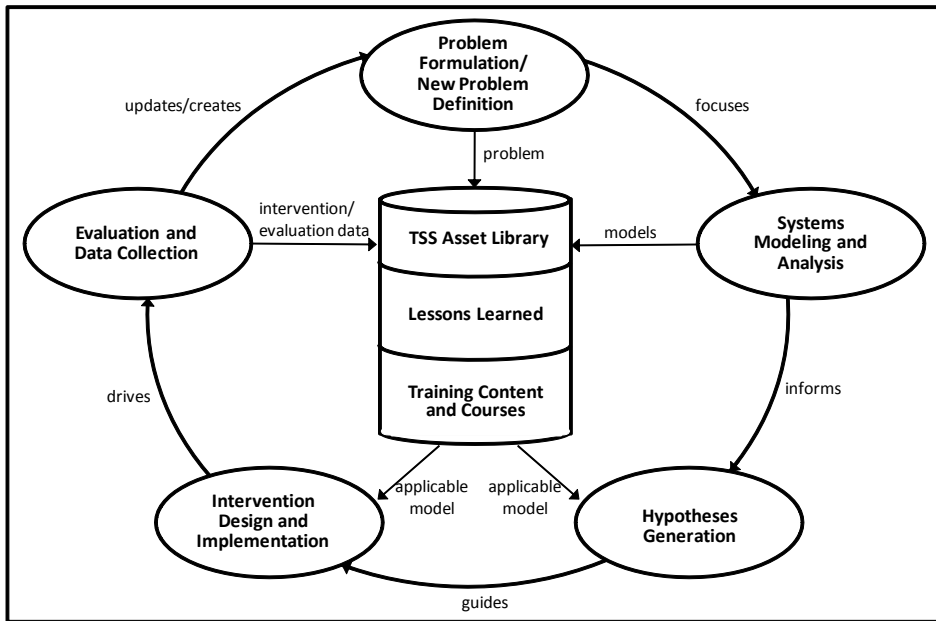 Problem
Formulation/
New Problem
Definition
updates/creates
focuses
problem
Evaluation and
Data Collection
intervention/
evaluation data
TSS Asset Library
models
Systems
Modeling and
Analysis
Lessons Learned
drives
Training Content
and Courses
informs
applicable
model
applicable
model
Intervention
Design and
Implementation
Hypotheses
Generation
guides